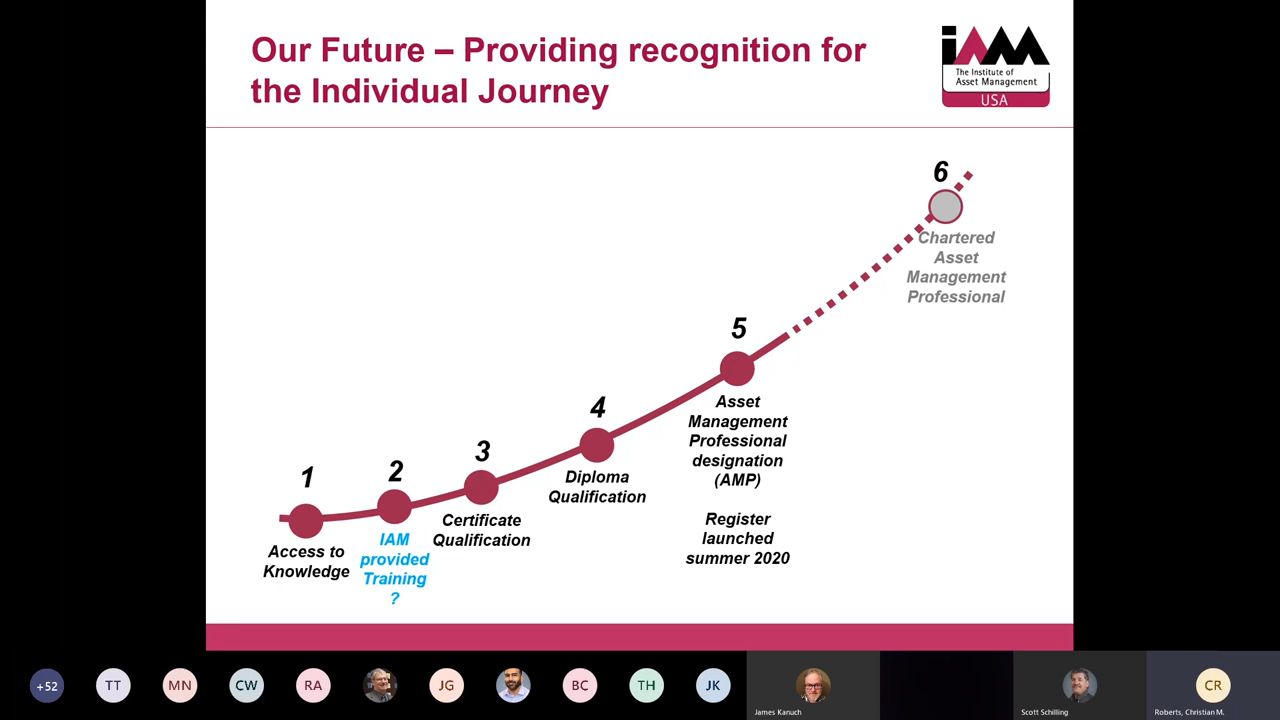 Our Future – Providing recognition for
the Individual Journey
iAM
The Institute of
Asset Management
USA
6
Chartered
Asset
Management
Professional
5
Asset
Management
Professional
designation
(AMP)
Register
launched
summer 2020
4
Diploma
Qualification
3
Certificate
Qualification
2
IAM
provided
Training
?
1
Access to
Knowledge
+52
TT
MN
CW
RA
JG
BC
TH
JK
James Kanuch
Scott Schilling
CR
Roberts, Christian M.